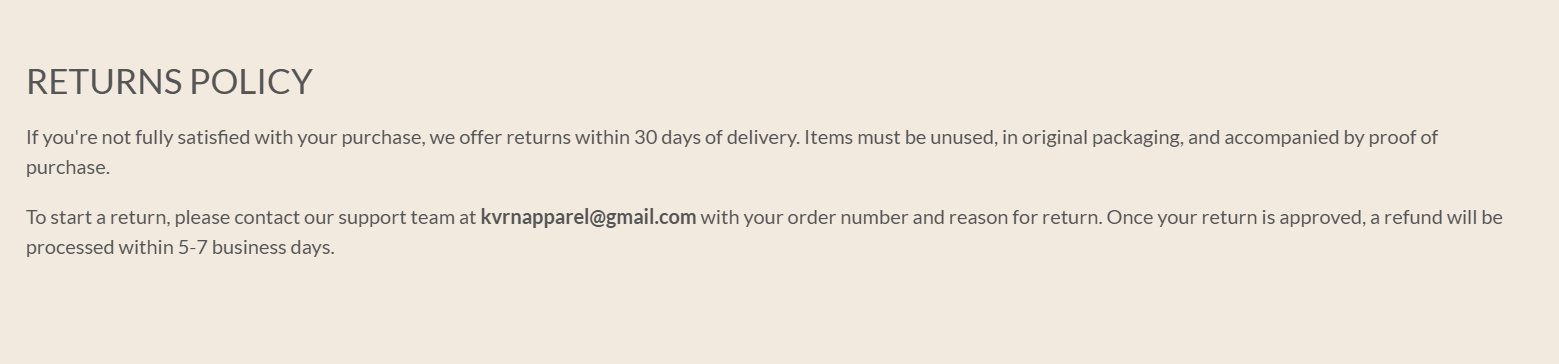 RETURNS POLICY
If you're not fully satisfied with your purchase, we offer returns within 30 days of delivery. Items must be unused, in original packaging, and accompanied by proof of
purchase.
To start a return, please contact our support team at kvrnapparel@gmail.com with your order number and reason for return. Once your return is approved, a refund will be
processed within 5-7 business days.